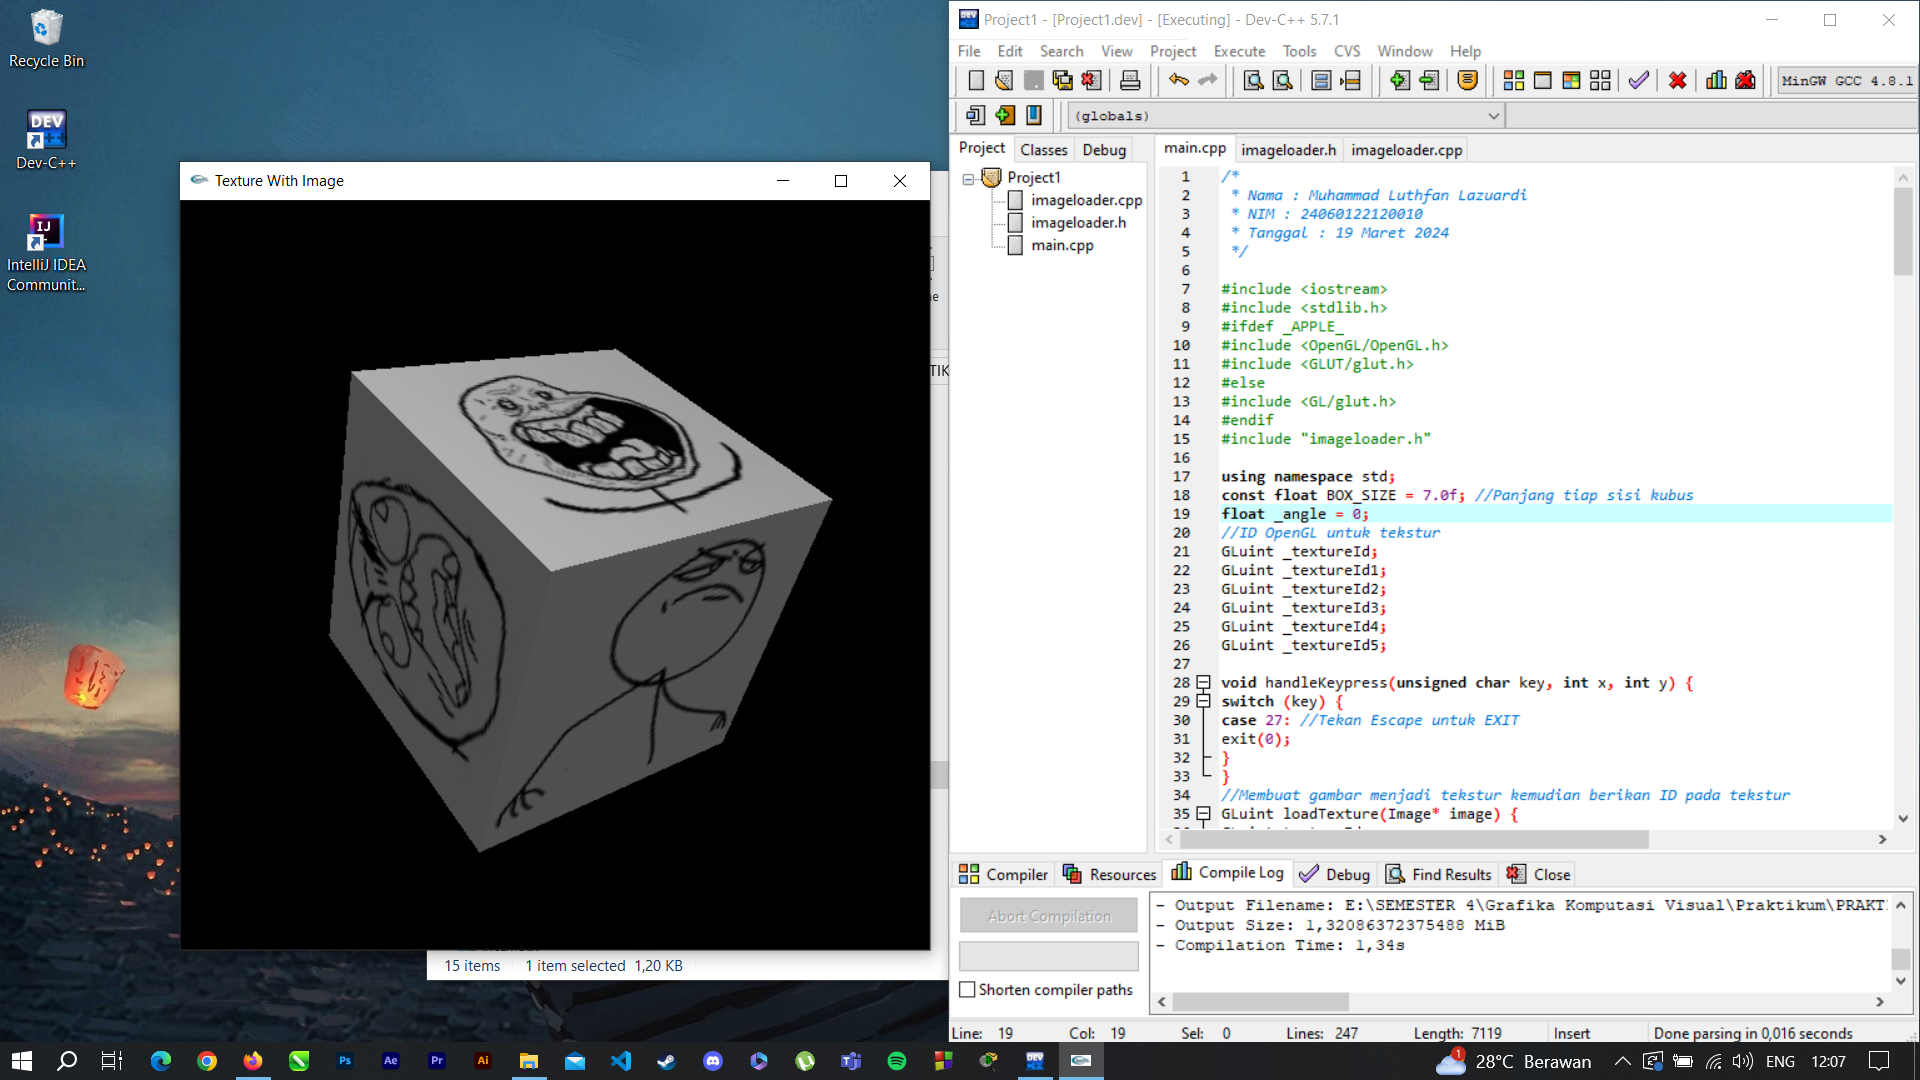 Recycle Bin
Dev-C++
IntelliJ IDEA
Communit...
Texture With Image
15 items
1 item selected 1,20 KB
Project1 - [Project1.dev] - [Executing] - Dev-C++ 5.7.1
File Edit Search View Project Execute Tools CVS Window Help
MinGW GCC 4.8.1
(globals)
Project Classes Debug
Project1
imageloader.cpp
imageloader.h
main.cpp
main.cpp imageloader.h imageloader.cpp
1 /*
2 * Nama : Muhammad Luthfan Lazuardi
3 * NIM : 24060122120010
4 * Tanggal : 19 Maret 2024
5 */
6
7 #include <iostream>
8 #include <stdlib.h>
9 #ifdef _APPLE_
10 #include <OpenGL/OpenGL.h>
11 #include <GLUT/glut.h>
12 #else
13 #include <GL/glut.h>
14 #endif
15 #include "imageloader.h"
16
17 using namespace std;
18 const float BOX_SIZE = 7.0f; //Panjang tiap sisi kubus
19 float _angle = 0;
20 //ID OpenGL untuk tekstur
21 GLuint _textureId;
22 GLuint _textureId1;
23 GLuint _textureId2;
24 GLuint _textureId3;
25 GLuint _textureId4;
26 GLuint _textureId5;
27
28 void handleKeypress(unsigned char key, int x, int y) {
29 switch (key) {
30 case 27: //Tekan Escape untuk EXIT
31 exit(0);
32 }
33 }
34 //Membuat gambar menjadi tekstur kemudian berikan ID pada tekstur
35 GLuint loadTexture(Image* image) {
Compiler Resources Compile Log Debug Find Results Close
Abort Compilation
Shorten compiler paths
- Output Filename: E:\SEMESTER 4\Grafika Komputasi Visual\Praktikum\PRAKT
- Output Size: 1,32086372375488 MiB
- Compilation Time: 1,34s
Line: 19 Col: 19 Sel: 0 Lines: 247 Length: 7119 Insert Done parsing in 0,016 seconds
1 28°C Berawan ENG 12:07